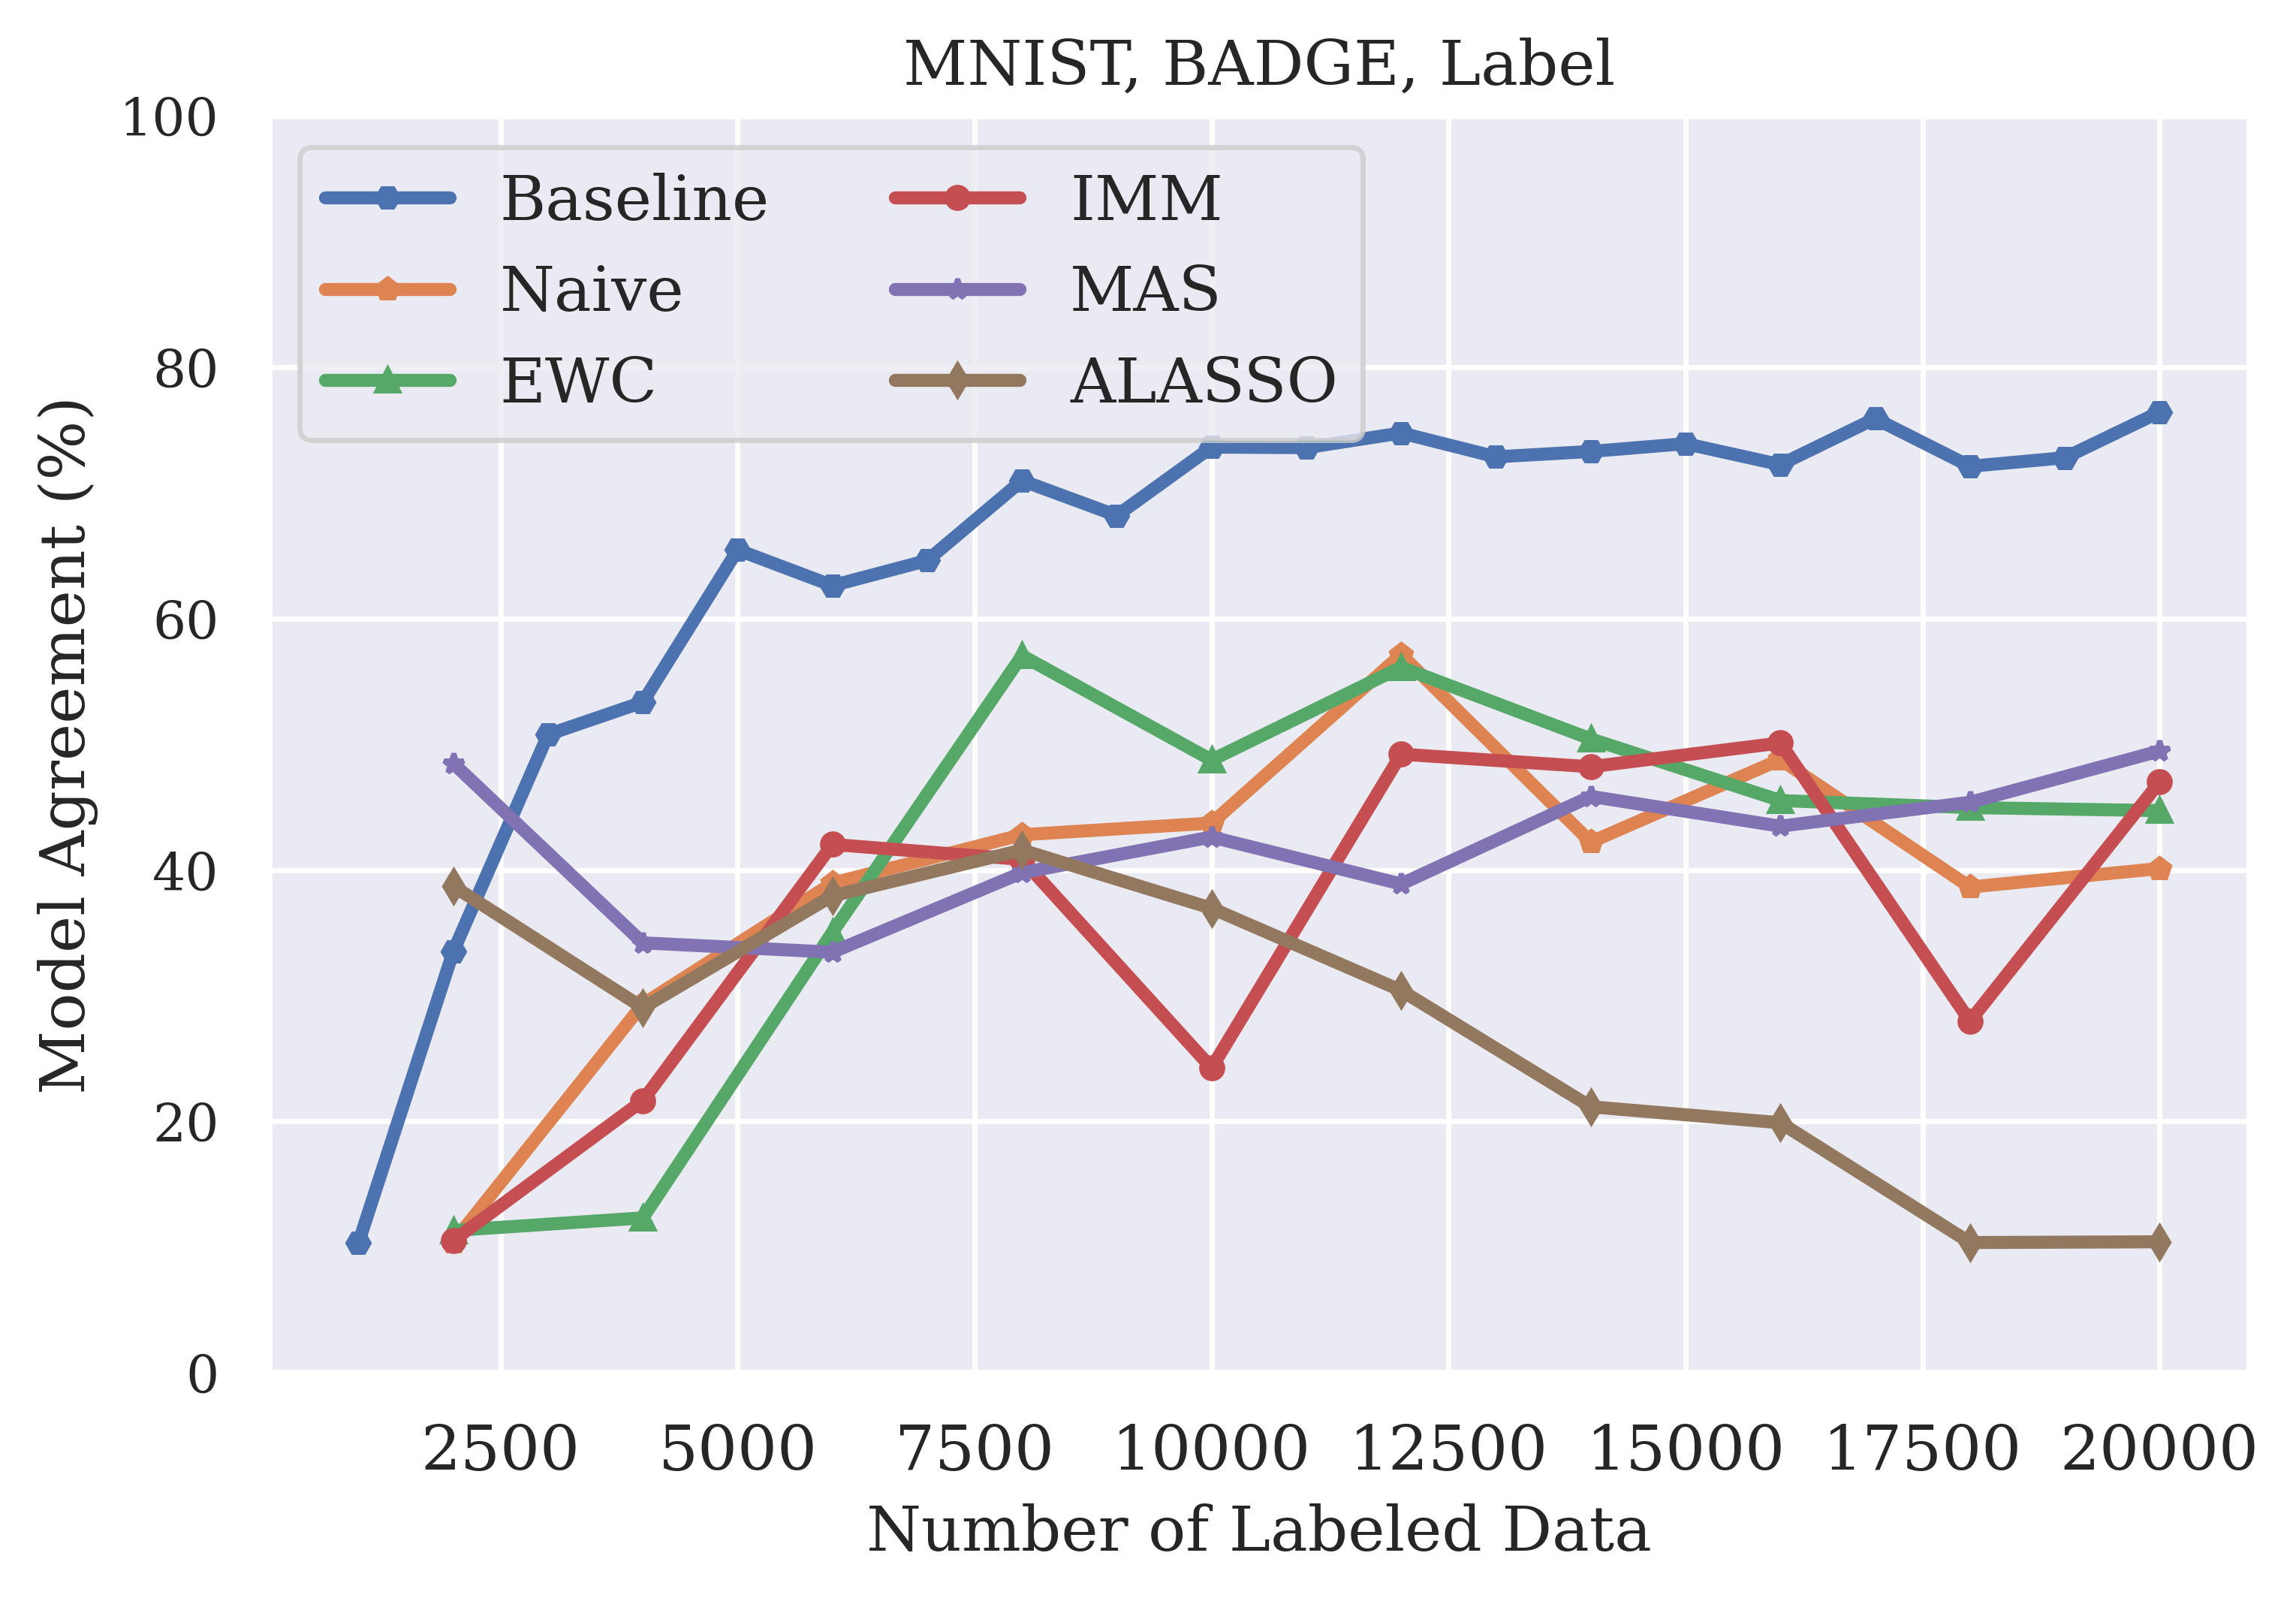 MNIST, BADGE, Label
Model Agreement (%)
100
80
60
40
20
0
Baseline
Naive
EWC
IMM
MAS
ALASSO
2500 5000 7500 10000 12500 15000 17500 20000
Number of Labeled Data